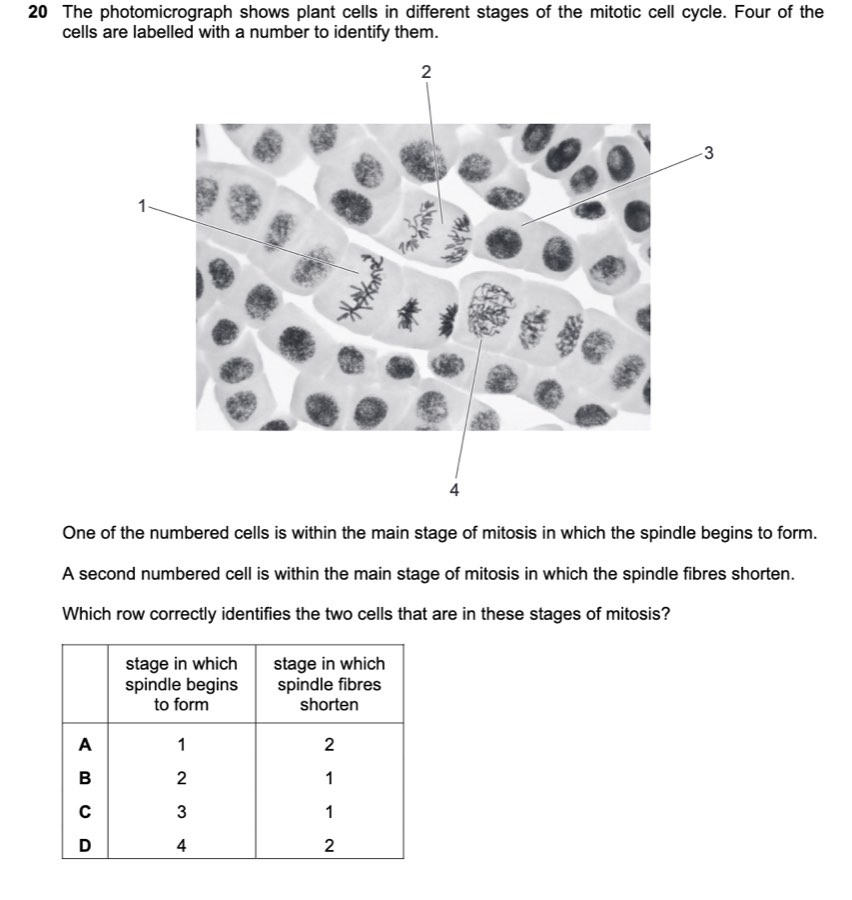 20 The photomicrograph shows plant cells in different stages of the mitotic cell cycle. Four of the
cells are labelled with a number to identify them.
2
3
1
4
One of the numbered cells is within the main stage of mitosis in which the spindle begins to form.
A second numbered cell is within the main stage of mitosis in which the spindle fibres shorten.
Which row correctly identifies the two cells that are in these stages of mitosis?
stage in which spindle begins to form
stage in which spindle fibres shorten
A 1 2
B 2 1
C 3 1
D 4 2